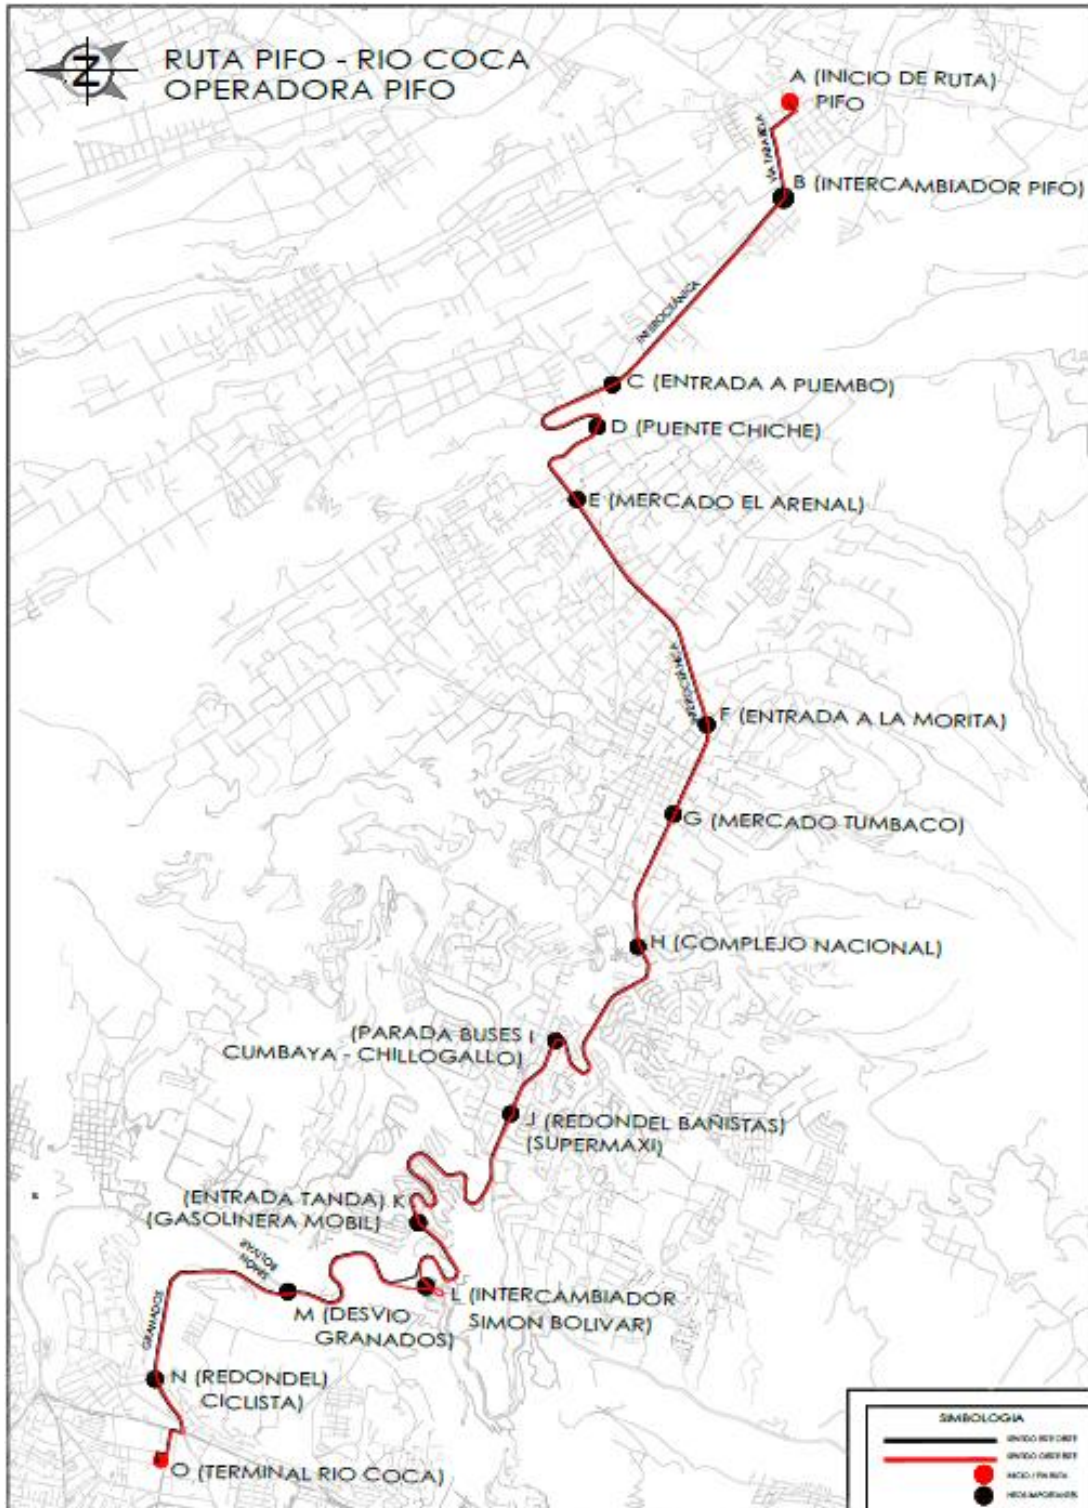 Z
RUTA PIFO - RIO COCA
OPERADORA PIFO
A (INICIO DE RUTA)
PIFO
B (INTERCAMBIADOR PIFO)
INTEROCEÁNICA
C (ENTRADA A PUEMBO)
D (PUENTE CHICHE)
E (MERCADO EL ARENAL)
F (ENTRADA A LA MORITA)
G (MERCADO TUMBACO)
H (COMPLEJO NACIONAL)
(PARADA BUSES I
CUMBAYA - CHILLOGALLO)
J (REDONDEL BAÑISTAS)
(SUPERMAXI)
(ENTRADA TANDA) K
(GASOLINERA MOBIL)
SIMON
BOLIVAR
L (INTERCAMBIADOR
SIMON BOLIVAR)
M (DESVIO
GRANADOS)
GRANADOS
N (REDONDEL)
CICLISTA)
O (TERMINAL RIO COCA)
SIMBOLOGIA